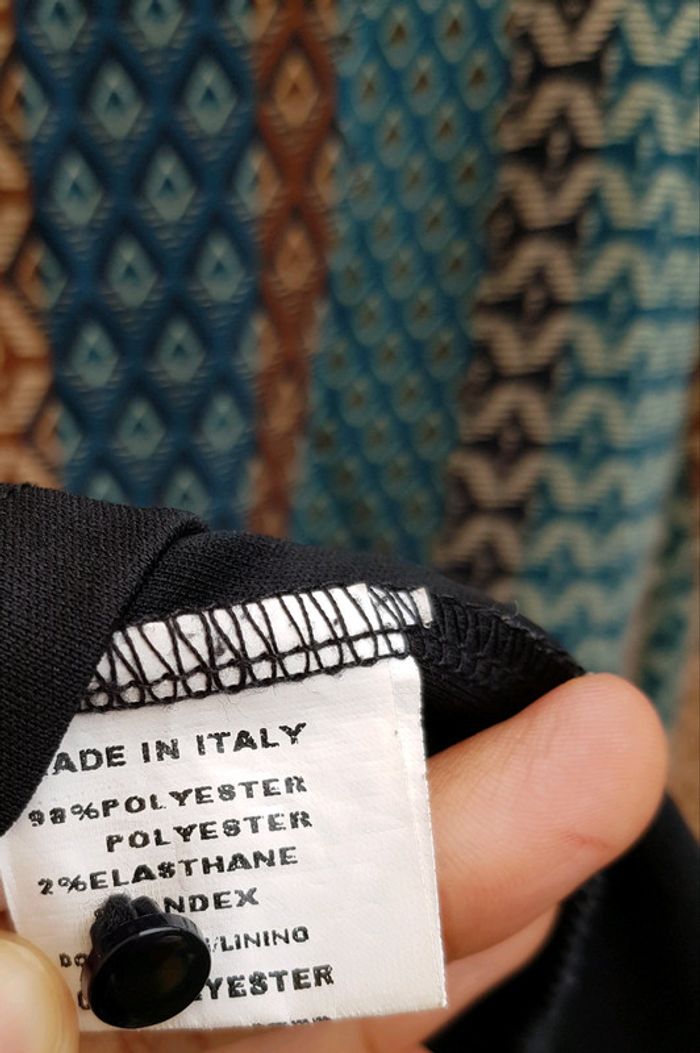 ADE IN ITALY
98%POLYESTER
POLYESTER
2%ELASTHANE
NDEX
/LINING
YESTER